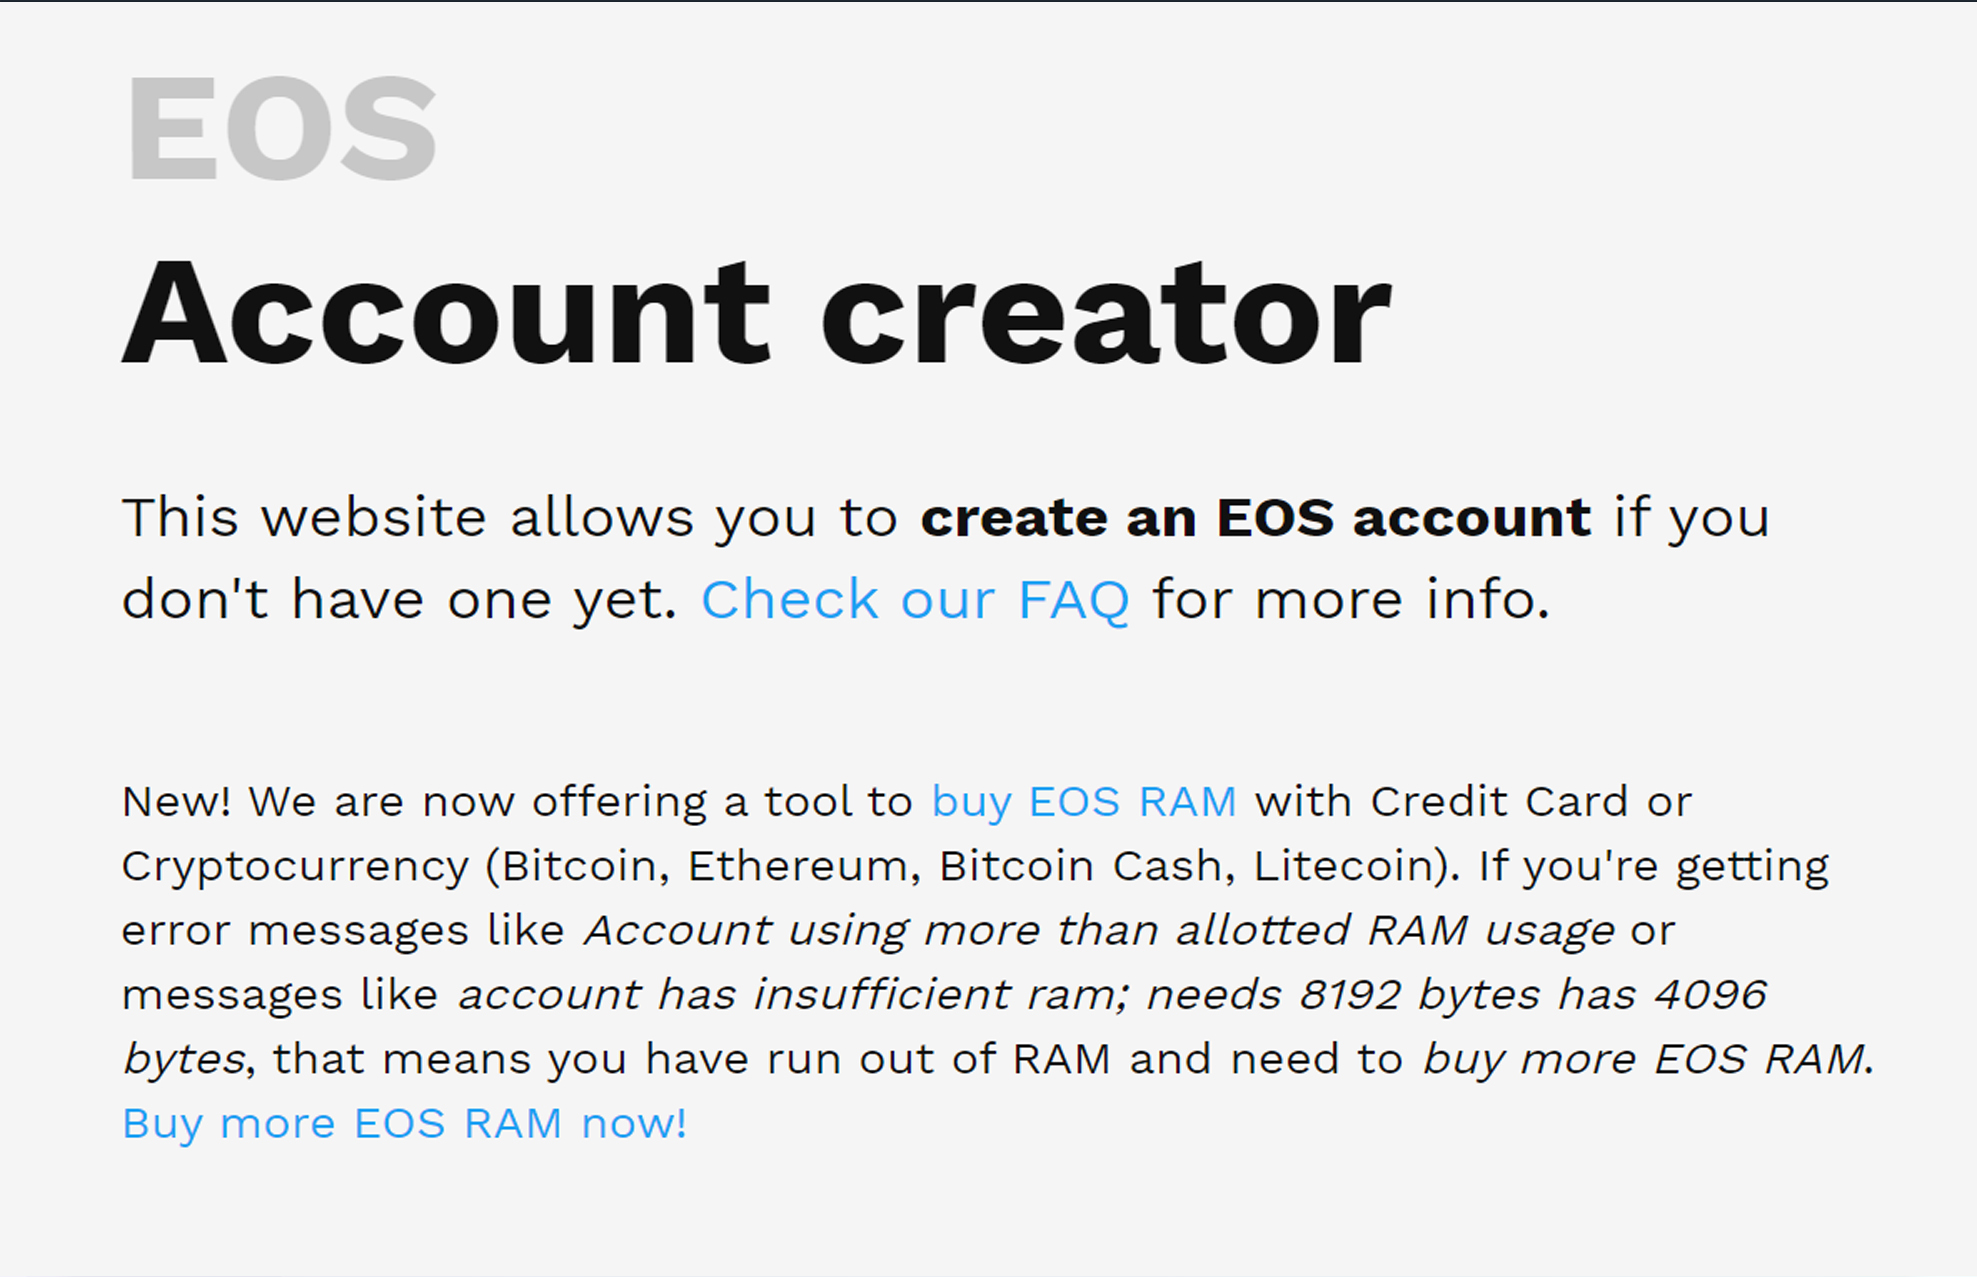 EOS
Account creator
This website allows you to create an EOS account if you
don't have one yet. Check our FAQ for more info.
New! We are now offering a tool to buy EOS RAM with Credit Card or
Cryptocurrency (Bitcoin, Ethereum, Bitcoin Cash, Litecoin). If you're getting
error messages like Account using more than allotted RAM usage or
messages like account has insufficient ram; needs 8192 bytes has 4096
bytes, that means you have run out of RAM and need to buy more EOS RAM.
Buy more EOS RAM now!